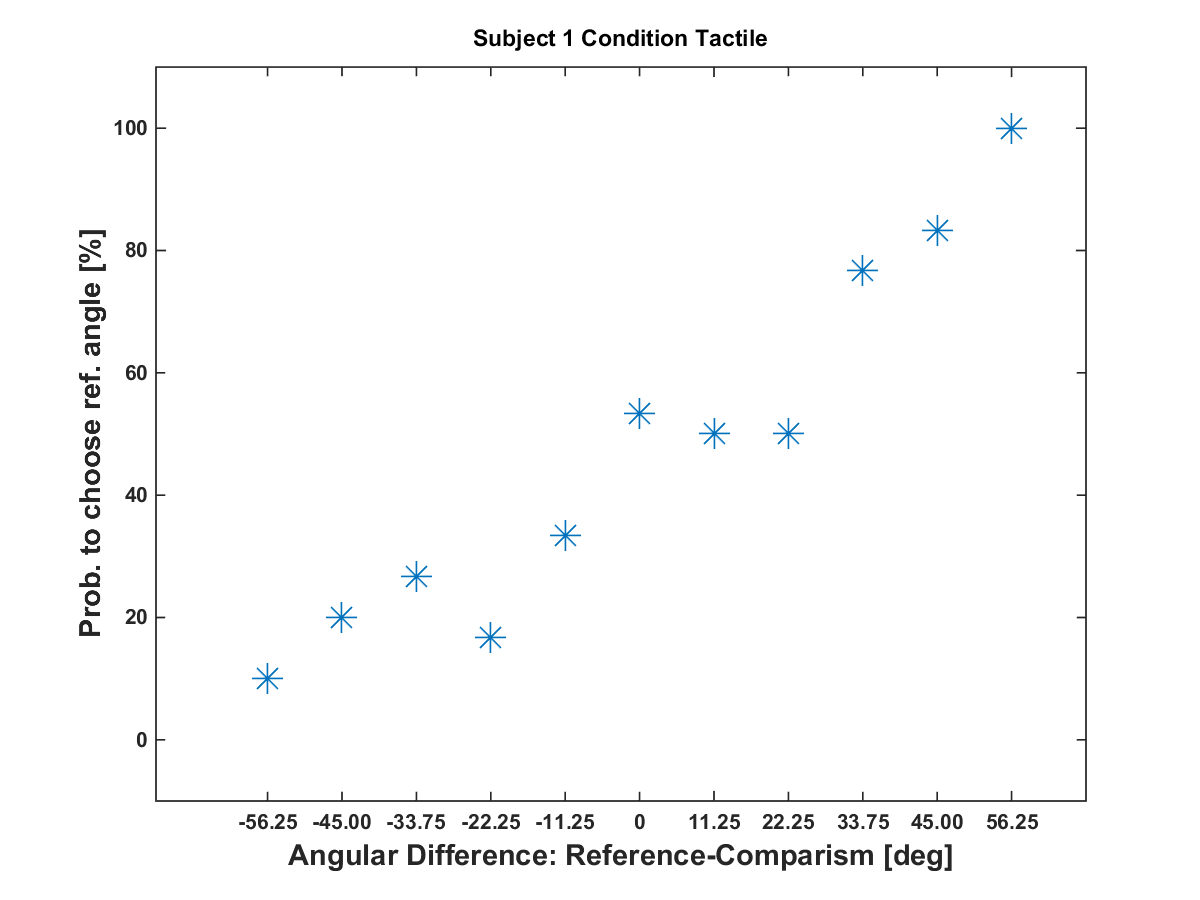 Subject 1 Condition Tactile
Prob. to choose ref. angle [%]
100
80
60
40
20
0
-56.25 -45.00 -33.75 -22.25 -11.25 0 11.25 22.25 33.75 45.00 56.25
Angular Difference: Reference-Comparism [deg]